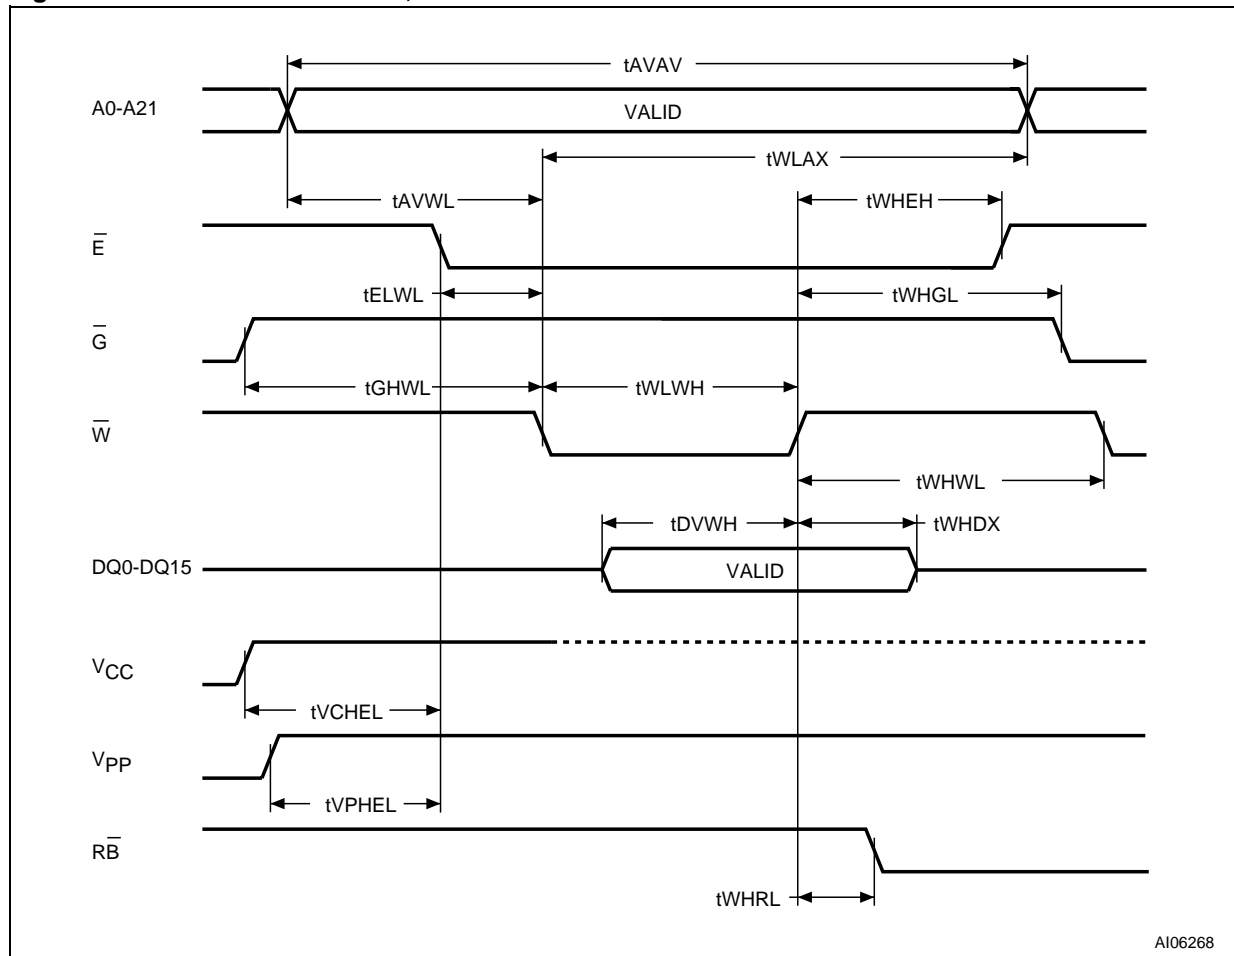 tAVAV
A0-A21
VALID
tWLAX
tAVWL
tWHEH
E̅
tELWL
tWHGL
G̅
tGHWL
tWLWH
W̅
tWHWL
tDVWH
tWHDX
DQ0-DQ15
VALID
VCC
tVCHEL
VPP
tVPHEL
RB̅
tWHRL
AI06268